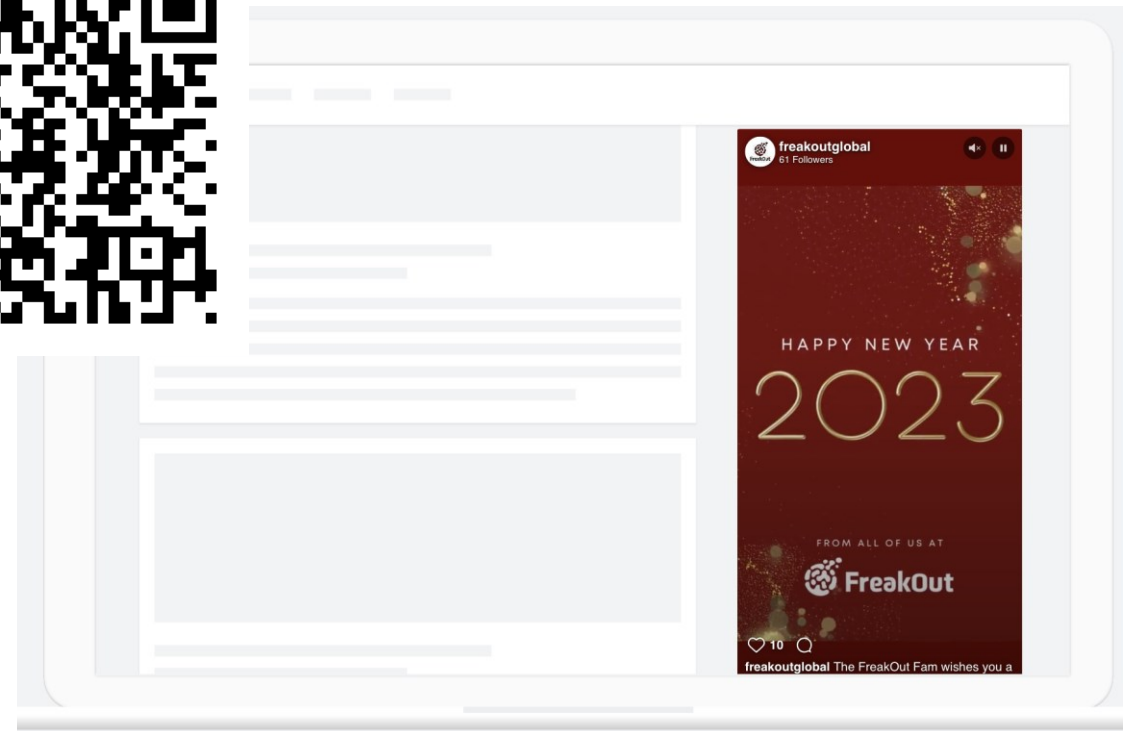 freakoutglobal
61 Followers
HAPPY NEW YEAR
2023
FROM ALL OF US AT
FreakOut
FreakOut
10
freakoutglobal The FreakOut Fam wishes you a